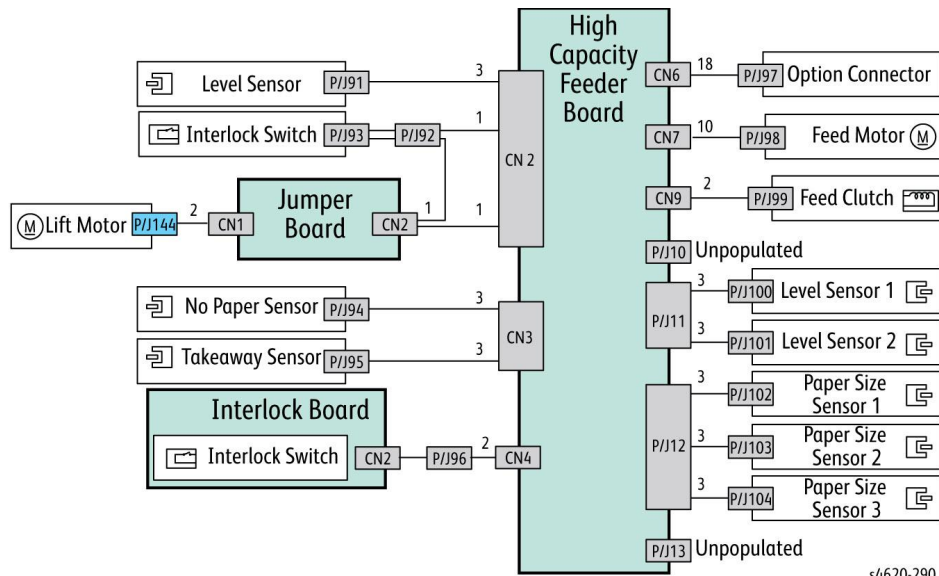 High
Capacity
Feeder
Board
Level Sensor P/J91 3
Interlock Switch P/J93 P/J92 1
CN 2
Jumper
Board
M Lift Motor P/J144 2 CN1 CN2 1 1
No Paper Sensor P/J94 3
CN3
Takeaway Sensor P/J95 3
Interlock Board
Interlock Switch CN2 P/J96 2 CN4
CN6 18 P/J97 Option Connector
CN7 10 P/J98 Feed Motor M
CN9 2 P/J99 Feed Clutch
P/J10 Unpopulated
P/J11
3 P/J100 Level Sensor 1
3 P/J101 Level Sensor 2
P/J12
3 P/J102 Paper Size
Sensor 1
3 P/J103 Paper Size
Sensor 2
3 P/J104 Paper Size
Sensor 3
P/J13 Unpopulated
s4620-290